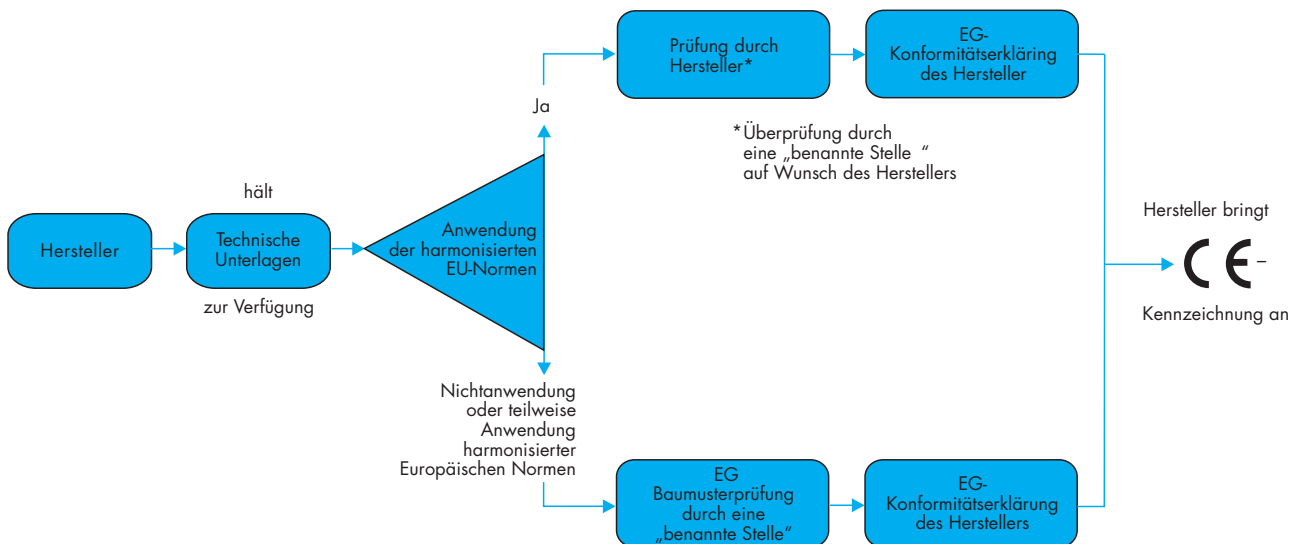 Hersteller
hält
Technische
Unterlagen
zur Verfügung
Anwendung
der harmonisierten
EU-Normen
Ja
Prüfung durch
Hersteller*
EG-
Konformitätserkläring
des Hersteller
*Überprüfung durch
eine „benannte Stelle “
auf Wunsch des Herstellers
Nichtanwendung
oder teilweise
Anwendung
harmonisierter
Europäischen Normen
EG
Baumusterprüfung
durch eine
„benannte Stelle“
EG-
Konformitätserklärung
des Herstellers
Hersteller bringt
CE –
Kennzeichnung an